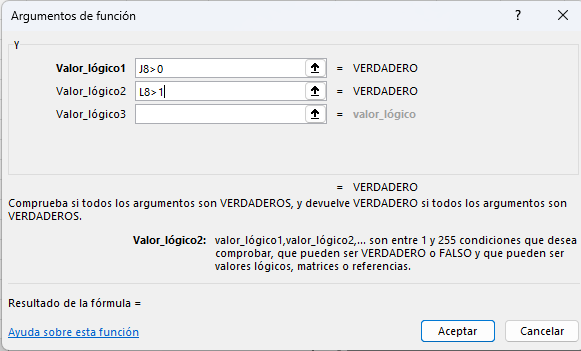 Argumentos de función ? ×
Y
Valor_lógico1 J8>0 = VERDADERO
Valor_lógico2 L8>1 = VERDADERO
Valor_lógico3 = valor_lógico
= VERDADERO
Comprueba si todos los argumentos son VERDADEROS, y devuelve VERDADERO si todos los argumentos son
VERDADEROS.
Valor_lógico2: valor_lógico1,valor_lógico2,... son entre 1 y 255 condiciones que desea
comprobar, que pueden ser VERDADERO o FALSO y que pueden ser
valores lógicos, matrices o referencias.
Resultado de la fórmula =
Ayuda sobre esta función Aceptar Cancelar